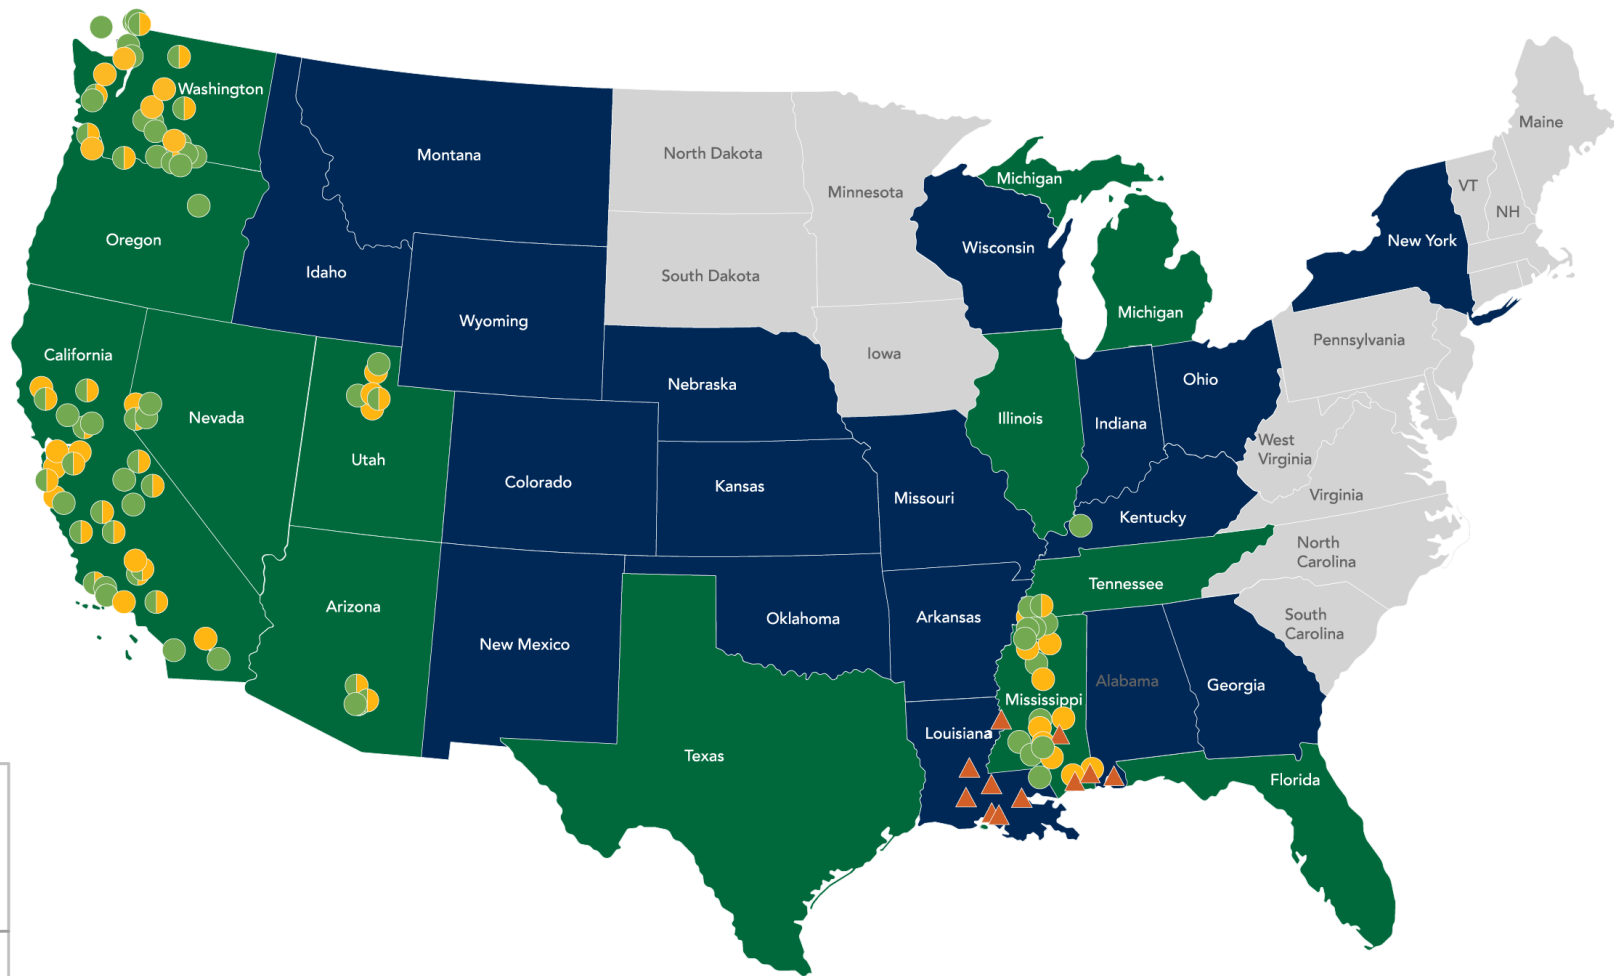 Washington
Montana
North Dakota
Minnesota
Michigan
Maine
VT
NH
Oregon
Idaho
Wyoming
South Dakota
Wisconsin
New York
Michigan
California
Nevada
Utah
Nebraska
Iowa
Illinois
Indiana
Ohio
Pennsylvania
Colorado
Kansas
Missouri
Kentucky
West
Virginia
Virginia
Arizona
New Mexico
Oklahoma
Arkansas
Tennessee
North
Carolina
South
Carolina
Texas
Louisiana
Mississippi
Alabama
Georgia
Florida